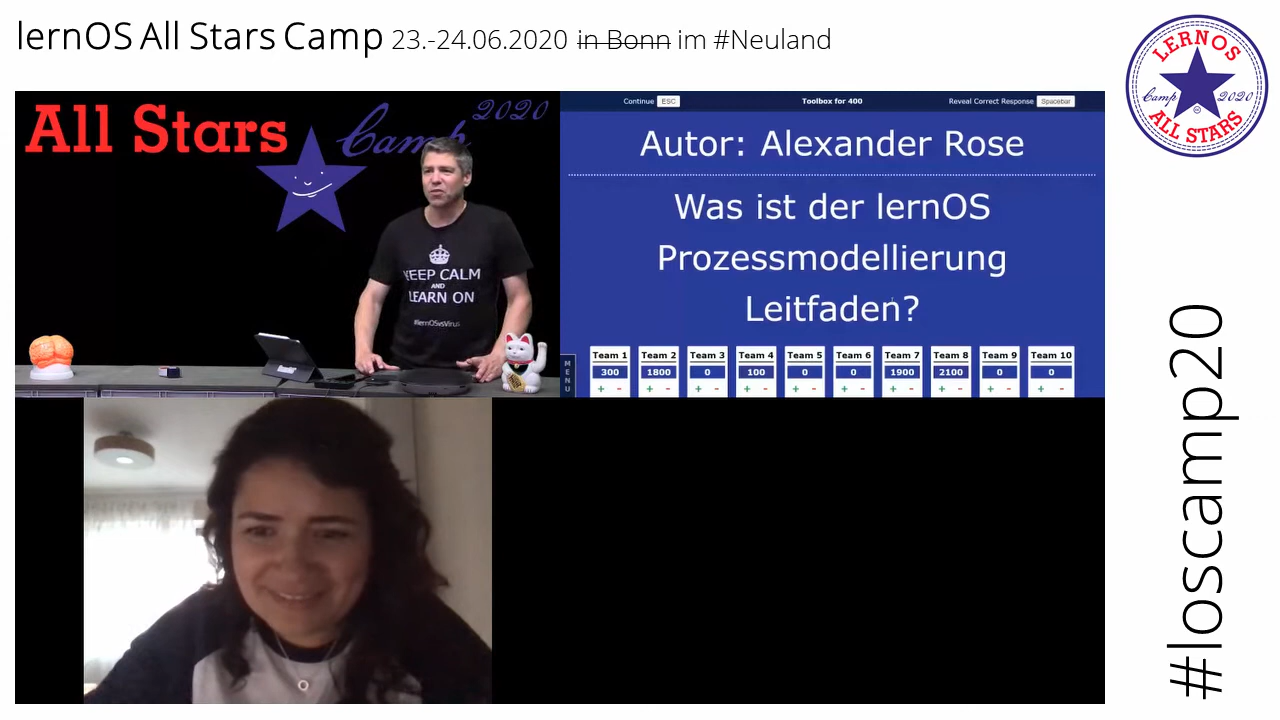 lernOS All Stars Camp 23.-24.06.2020 in Bonn im #Neuland
LERNOS
Camp 2020
ALL STARS
All Stars Camp 2020
KEEP CALM
AND
LEARN ON
#lernOSvsVirus
Continue ESC Toolbox for 400 Reveal Correct Response Spacebar
Autor: Alexander Rose
Was ist der lernOS
Prozessmodellierung
Leitfaden?
MENU
Team 1 Team 2 Team 3 Team 4 Team 5 Team 6 Team 7 Team 8 Team 9 Team 10
300 1800 0 100 0 0 1900 2100 0 0
+ - + - + - + - + - + - + - + - + - + -
#loscamp20